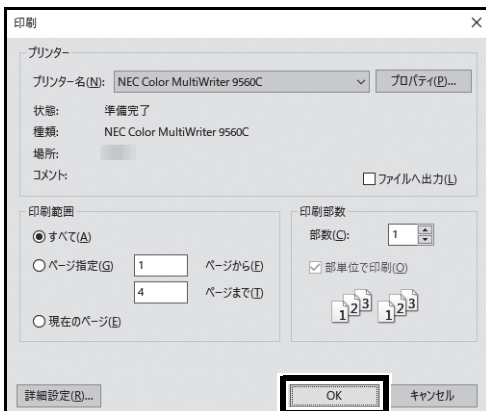 印刷
プリンター
プリンター名(N): NEC Color MultiWriter 9560C プロパティ(P)...
状態: 準備完了
種類: NEC Color MultiWriter 9560C
場所:
コメント: ファイルへ出力(L)
印刷範囲 印刷部数
すべて(A) 部数(C): 1
ページ指定(G) 1 ページから(F) 部単位で印刷(O)
4 ページまで(T)
1 2 3 1 2 3
現在のページ(E)
詳細設定(R)... OK キャンセル